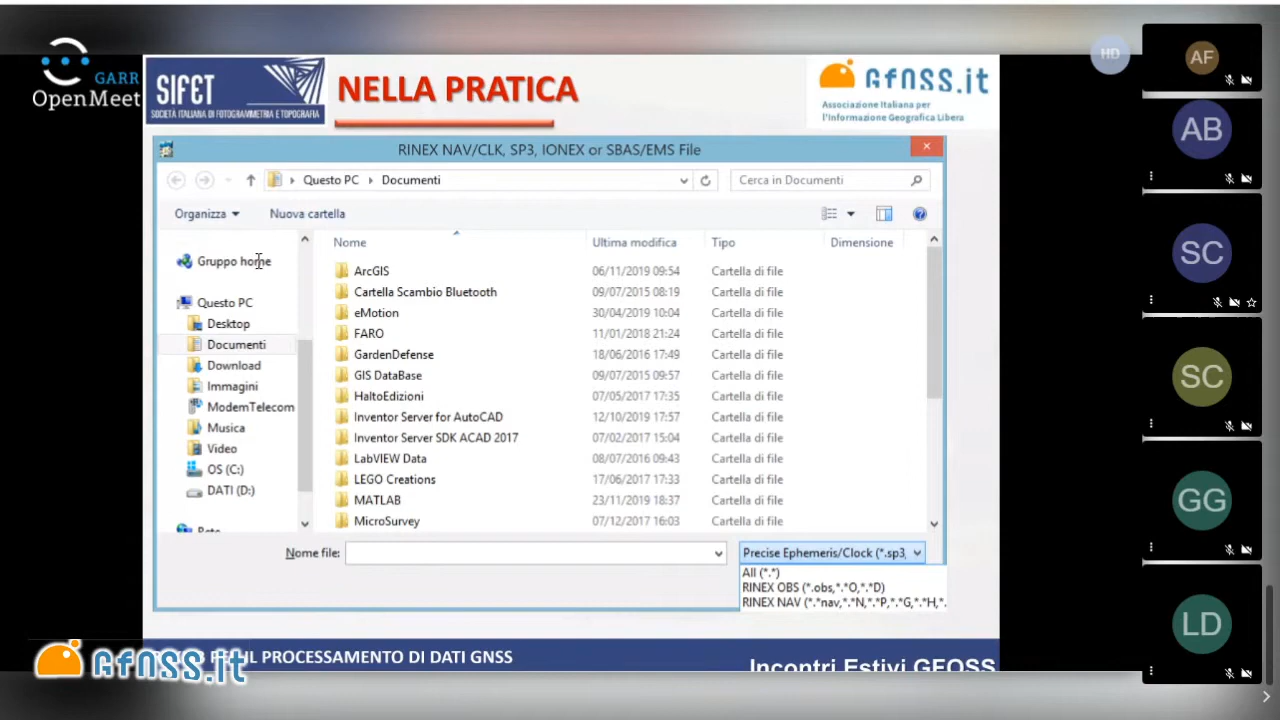 GARR
OpenMeet
SIFET
SOCIETÀ ITALIANA DI FOTOGRAMMETRIA E TOPOGRAFIA
NELLA PRATICA
GfOSS.it
Associazione Italiana per
l'Informazione Geografica Libera
HD
RINEX NAV/CLK, SP3, IONEX or SBAS/EMS File
Questo PC
Documenti
Cerca in Documenti
Organizza
Nuova cartella
Nome Ultima modifica Tipo Dimensione
Gruppo home
Questo PC
Desktop
Documenti
Download
Immagini
ModemTelecom
Musica
Video
OS (C:)
DATI (D:)
Rete
ArcGIS 06/11/2019 09:54 Cartella di file
Cartella Scambio Bluetooth 09/07/2015 08:19 Cartella di file
eMotion 30/04/2019 10:04 Cartella di file
FARO 11/01/2018 21:24 Cartella di file
GardenDefense 18/06/2016 17:49 Cartella di file
GIS DataBase 09/07/2015 09:57 Cartella di file
HaltoEdizioni 07/05/2017 17:35 Cartella di file
Inventor Server for AutoCAD 12/10/2019 17:57 Cartella di file
Inventor Server SDK ACAD 2017 07/02/2017 15:04 Cartella di file
LabVIEW Data 08/07/2016 09:43 Cartella di file
LEGO Creations 17/06/2017 17:33 Cartella di file
MATLAB 23/11/2019 18:37 Cartella di file
MicroSurvey 07/12/2017 16:03 Cartella di file
Nome file:
Precise Ephemeris/Clock (*.sp3,
All (*.*)
RINEX OBS (*.obs,*.*O,*.*D)
RINEX NAV (*.*nav,*.*N,*.*P,*.*G,*.*H,*.
IL PROCESSAMENTO DI DATI GNSS
Incontri Estivi GFOSS
GfOSS.it
AF
AB
SC
SC
GG
LD